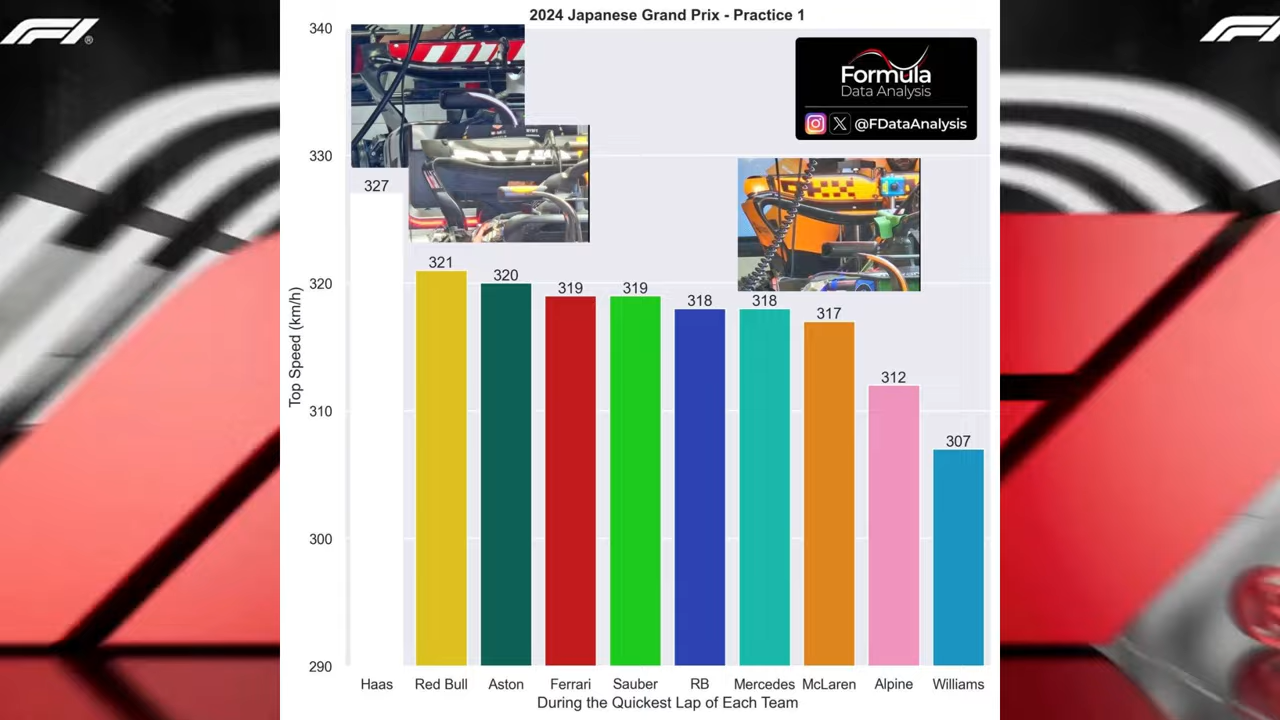 2024 Japanese Grand Prix - Practice 1
F1
F1
Formula
Data Analysis
@FDataAnalysis
Top Speed (km/h)
340
330
320
310
300
290
327
321
320
319
319
318
318
317
312
307
Haas Red Bull Aston Ferrari Sauber RB Mercedes McLaren Alpine Williams
During the Quickest Lap of Each Team